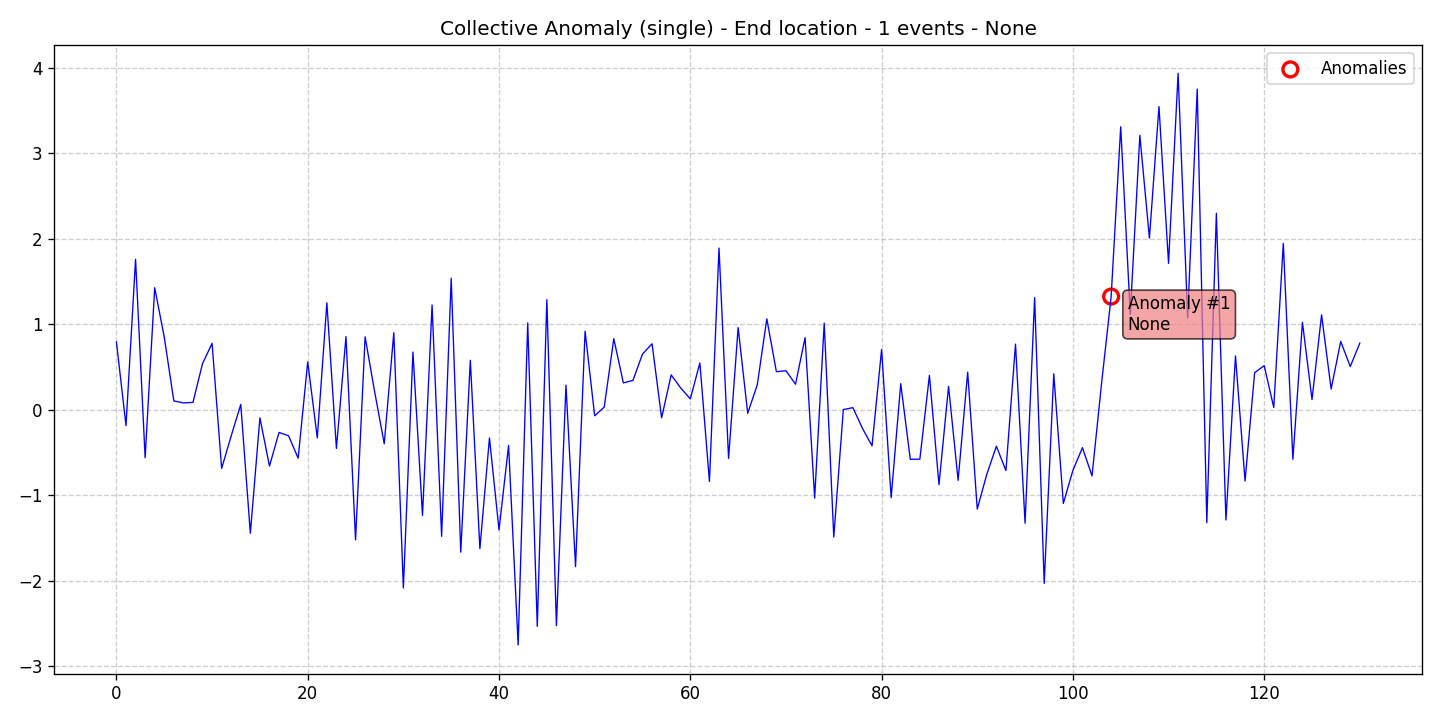 Collective Anomaly (single) - End location - 1 events - None
Anomalies
4
3
2
1
0
−1
−2
−3
Anomaly #1
None
0 20 40 60 80 100 120